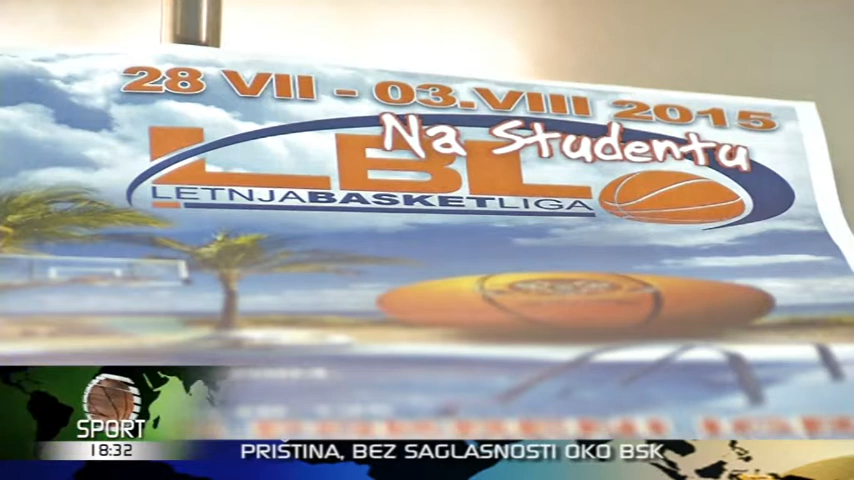 28 VII - 03.VIII 2015
Na Studentu
LBL
LETNJABASKETLIGA
SPORT
18:32
PRIŠTINA, BEZ SAGLASNOSTI OKO BSK